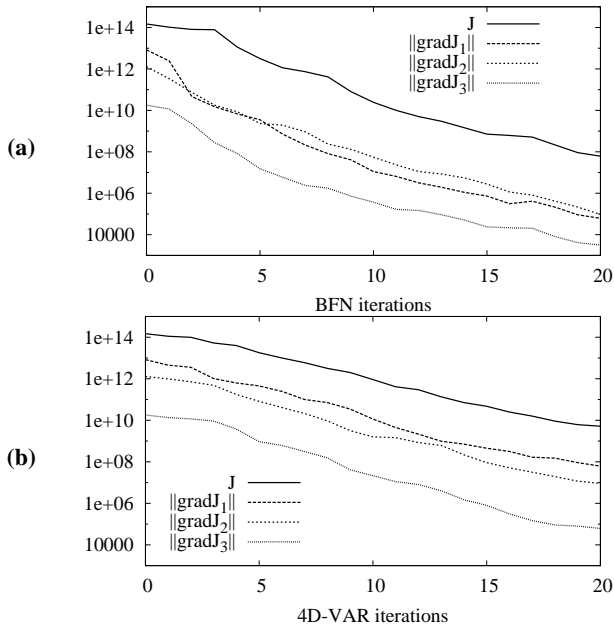 1e+14
1e+12
1e+10
1e+08
1e+06
10000
J
||gradJ1||
||gradJ2||
||gradJ3||
(a)
0 5 10 15 20
BFN iterations
1e+14
1e+12
1e+10
1e+08
1e+06
10000
(b)
J
||gradJ1||
||gradJ2||
||gradJ3||
0 5 10 15 20
4D-VAR iterations